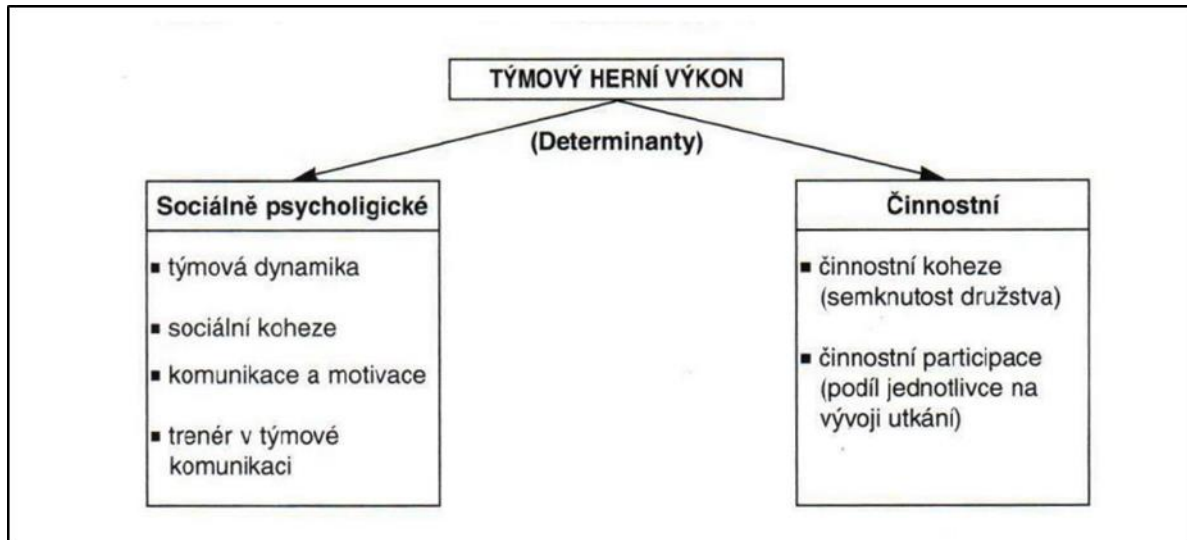 TÝMOVÝ HERNÍ VÝKON
(Determinanty)
Sociálně psycholigické
▪ týmová dynamika
▪ sociální koheze
▪ komunikace a motivace
▪ trenér v týmové
komunikaci
Činnostní
▪ činnostní koheze
(semknutost družstva)
▪ činnostní participace
(podíl jednotlivce na
vývoji utkání)